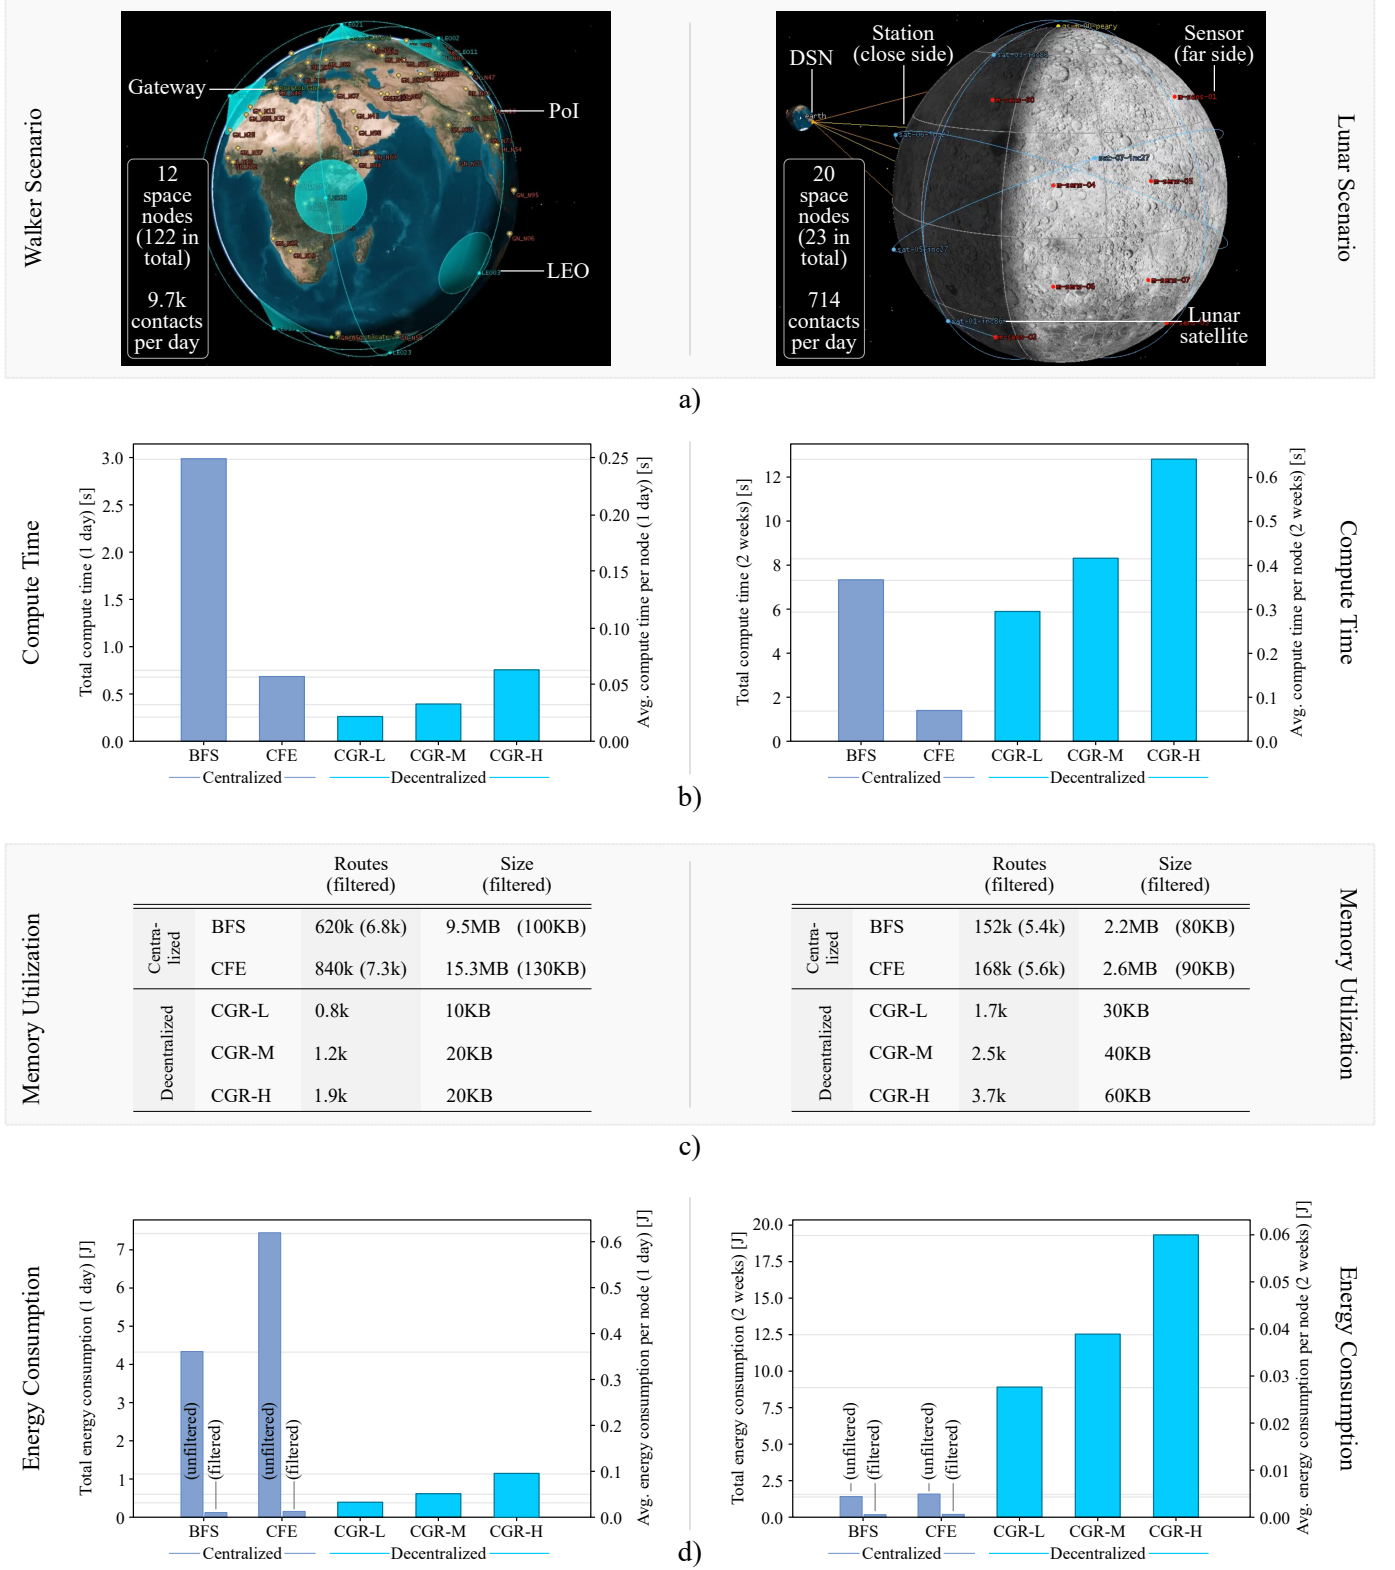 Walker Scenario
Gateway
PoI
LEO
12
space
nodes
(122 in
total)
9.7k
contacts
per day
DSN
Station
(close side)
Sensor
(far side)
earth
Lunar
satellite
20
space
nodes
(23 in
total)
714
contacts
per day
Lunar Scenario
a)
Compute Time
Total compute time (1 day) [s]
3.0
2.5
2.0
1.5
1.0
0.5
0.0
0.25
0.20
0.15
0.10
0.05
0.00
Avg. compute time per node (1 day) [s]
BFS CFE CGR-L CGR-M CGR-H
Centralized Decentralized
Total compute time (2 weeks) [s]
12
10
8
6
4
2
0
0.6
0.5
0.4
0.3
0.2
0.1
0.0
Avg. compute time per node (2 weeks) [s]
BFS CFE CGR-L CGR-M CGR-H
Centralized Decentralized
Compute Time
b)
Memory Utilization
Routes Size
(filtered) (filtered)
Centra-
lized
BFS 620k (6.8k) 9.5MB (100KB)
CFE 840k (7.3k) 15.3MB (130KB)
Decentralized
CGR-L 0.8k 10KB
CGR-M 1.2k 20KB
CGR-H 1.9k 20KB
Routes Size
(filtered) (filtered)
Centra-
lized
BFS 152k (5.4k) 2.2MB (80KB)
CFE 168k (5.6k) 2.6MB (90KB)
Decentralized
CGR-L 1.7k 30KB
CGR-M 2.5k 40KB
CGR-H 3.7k 60KB
Memory Utilization
c)
Energy Consumption
Total energy consumption (1 day) [J]
7
6
5
4
3
2
1
0
(unfiltered)
(filtered)
(unfiltered)
(filtered)
0.6
0.5
0.4
0.3
0.2
0.1
0.0
Avg. energy consumption per node (1 day) [J]
BFS CFE CGR-L CGR-M CGR-H
Centralized Decentralized
Total energy consumption (2 weeks) [J]
20.0
17.5
15.0
12.5
10.0
7.5
5.0
2.5
0.0
(unfiltered)
(filtered)
(unfiltered)
(filtered)
0.06
0.05
0.04
0.03
0.02
0.01
0.00
Avg. energy consumption per node (2 weeks) [J]
BFS CFE CGR-L CGR-M CGR-H
Centralized Decentralized
Energy Consumption
d)